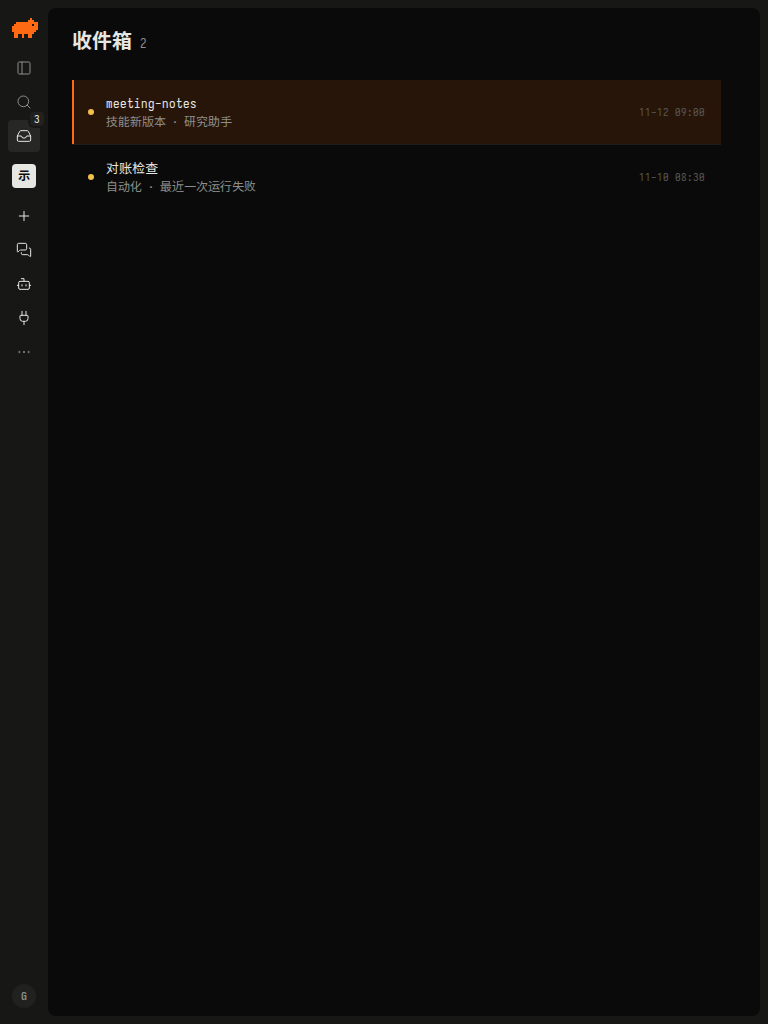 收件箱 2
3
meeting-notes
11-12 09:00
技能新版本 · 研究助手
示
对账检查
11-10 08:30
自动化 · 最近一次运行失败
G